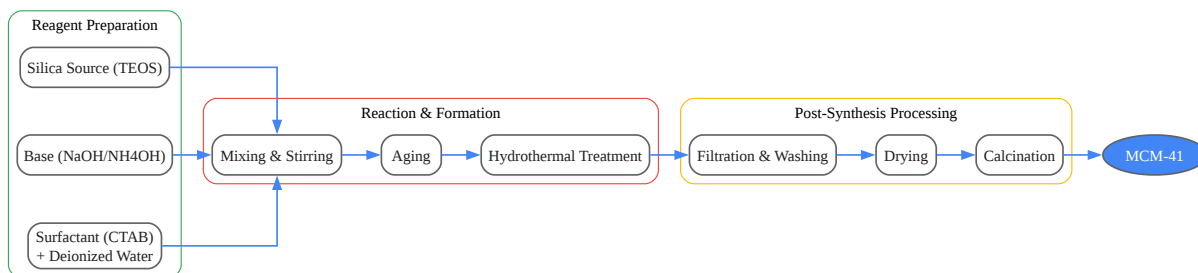 Reagent Preparation
Silica Source (TEOS)
Base (NaOH/NH4OH)
Surfactant (CTAB)
+ Deionized Water
Reaction & Formation
Mixing & Stirring
Aging
Hydrothermal Treatment
Post-Synthesis Processing
Filtration & Washing
Drying
Calcination
MCM-41